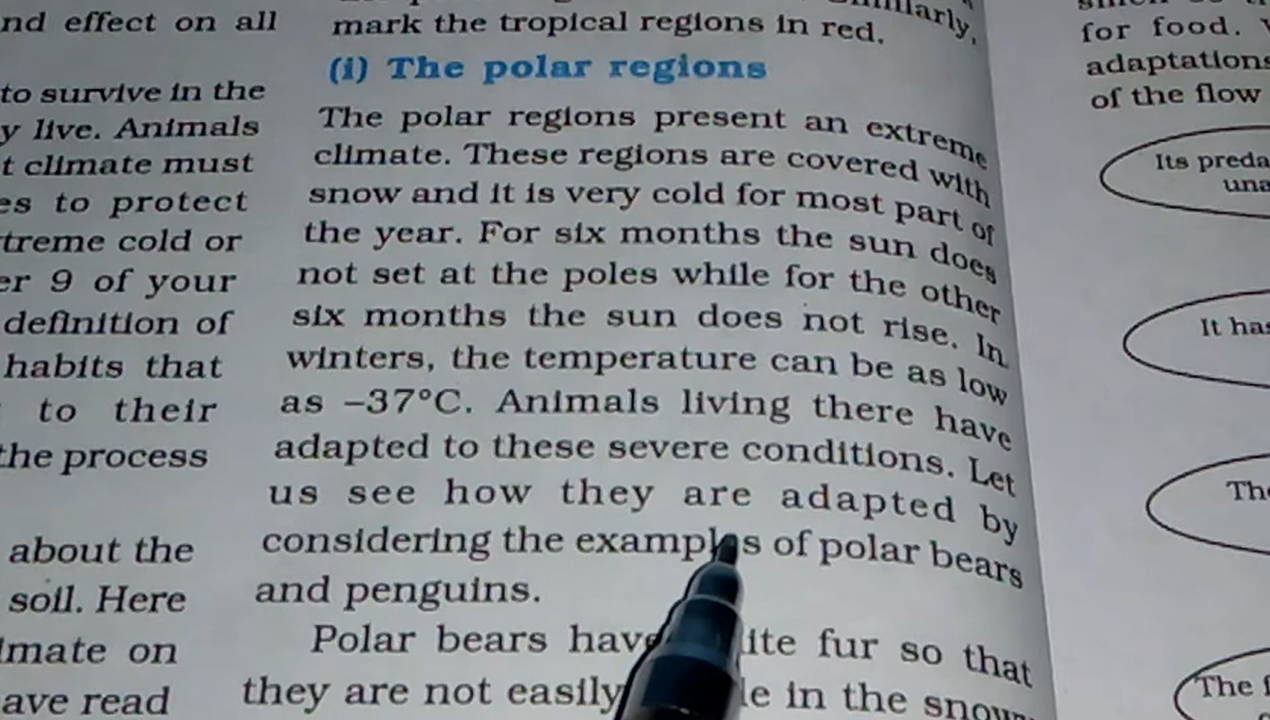 nd effect on all
to survive in the
y live. Animals
t climate must
es to protect
treme cold or
er 9 of your
definition of
habits that
to their
the process
about the
soil. Here
imate on
ave read
mark the tropical regions in red.
(i) The polar regions
The polar regions present an extreme
climate. These regions are covered with
snow and it is very cold for most part of
the year. For six months the sun does
not set at the poles while for the other
six months the sun does not rise. In
winters, the temperature can be as low
as –37°C. Animals living there have
adapted to these severe conditions. Let
us see how they are adapted by
considering the examples of polar bears
and penguins.
Polar bears have ite fur so that
they are not easily le in the snow
for food.
adaptations
of the flow
Its preda
una
It has
The
The f